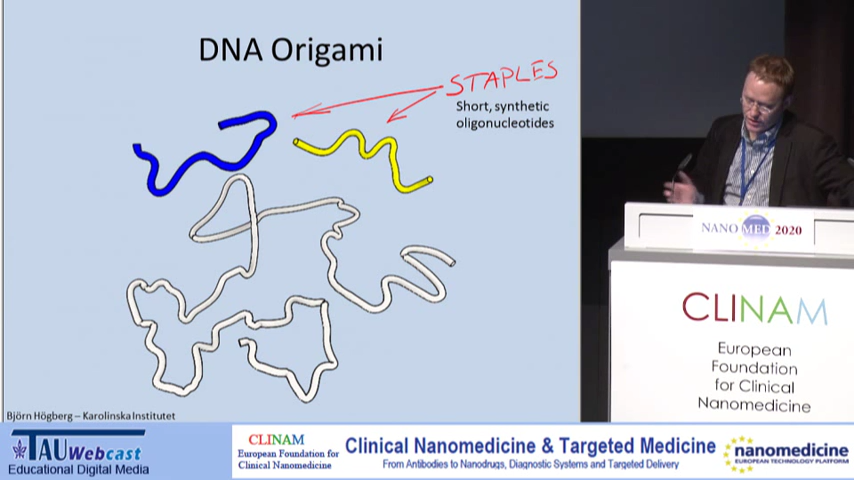 DNA Origami
STAPLES
Short, synthetic
oligonucleotides
Björn Högberg – Karolinska Institutet
NANO MED 2020
CLINAM
European
Foundation
for Clinical
Nanomedicine
TAU Webcast
Educational Digital Media
CLINAM
European Foundation for
Clinical Nanomedicine
Clinical Nanomedicine & Targeted Medicine
From Antibodies to Nanodrugs, Diagnostic Systems and Targeted Delivery
nanomedicine
EUROPEAN TECHNOLOGY PLATFORM